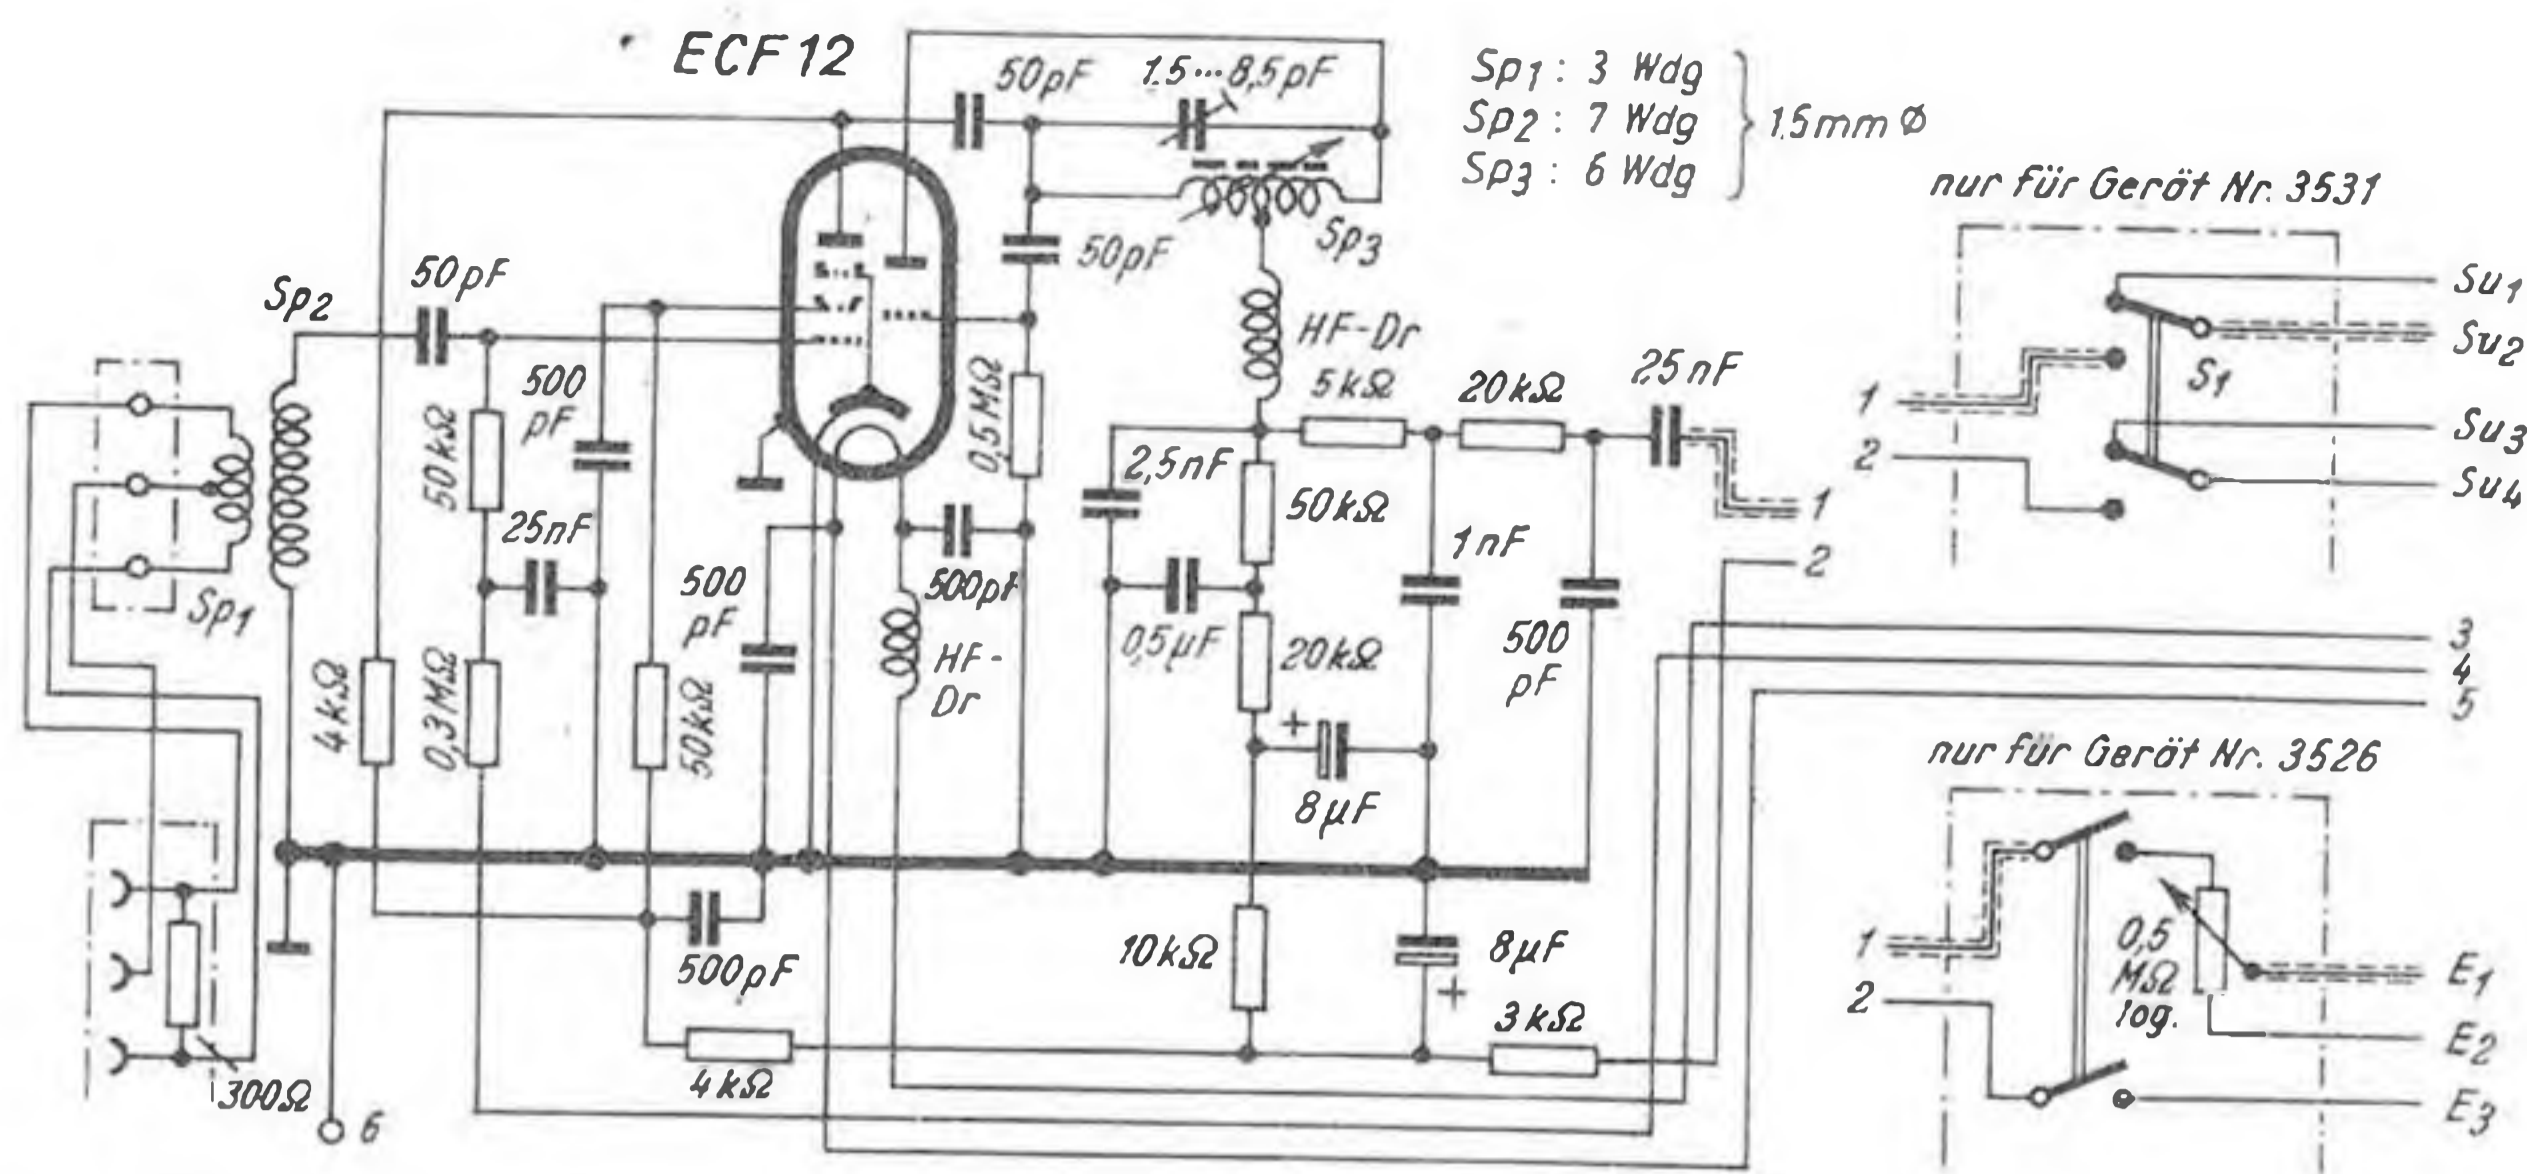 ECF 12
50pF
1.5...8,5pF
Sp1 : 3 Wdg
Sp2 : 7 Wdg
Sp3 : 6 Wdg
1.5mm Ø
nur für Gerät Nr. 3531
Su1
Su2
S1
Su3
Su4
1
2
Sp2
50pF
50pF
Sp3
HF-Dr
5kΩ
20kΩ
25nF
500
pF
50kΩ
0,5MΩ
2,5nF
50kΩ
1nF
1
2
25nF
500
pF
500pF
Sp1
HF-
Dr
0,5µF
20kΩ
500
pF
3
4
5
4kΩ
0,3MΩ
50kΩ
+
8µF
nur für Gerät Nr. 3526
1
2
0,5
MΩ
log.
E1
E2
E3
500pF
10kΩ
8µF
+
3kΩ
4kΩ
300Ω
6